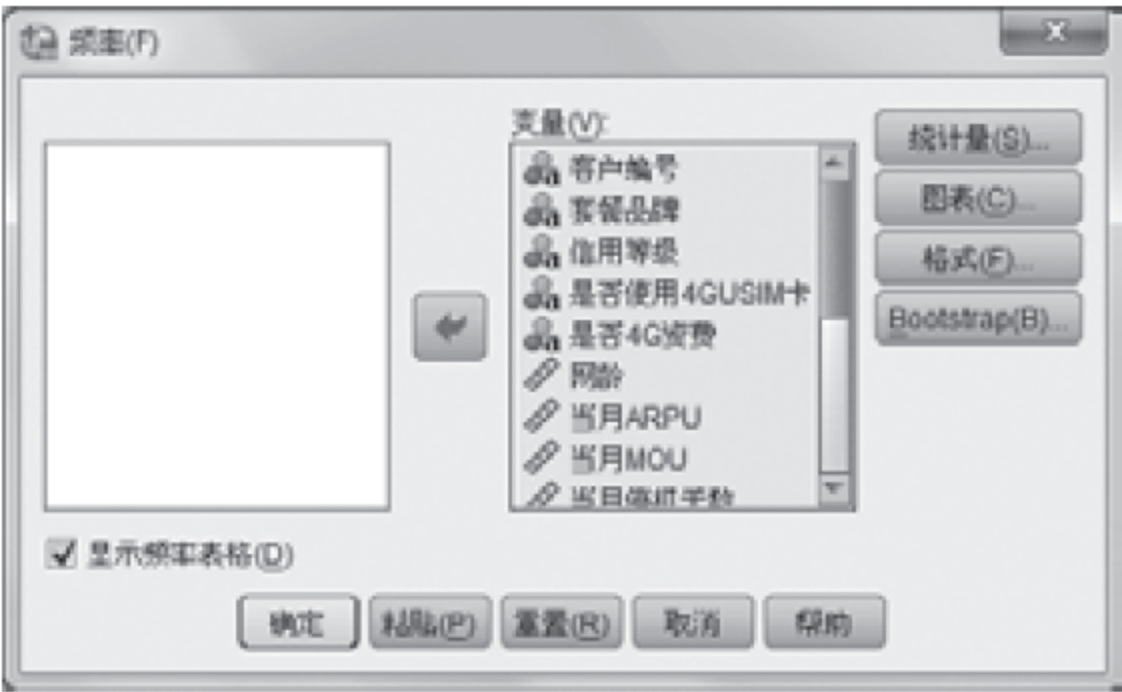 频率(F)
变量(V):
客户编号
套餐品牌
信用等级
是否使用4GUSIM卡
是否4G资费
网龄
当月ARPU
当月MOU
统计量(S)...
图表(C)...
格式(F)...
Bootstrap(B)...
显示频率表格(D)
确定
粘贴(P)
重置(R)
取消
帮助